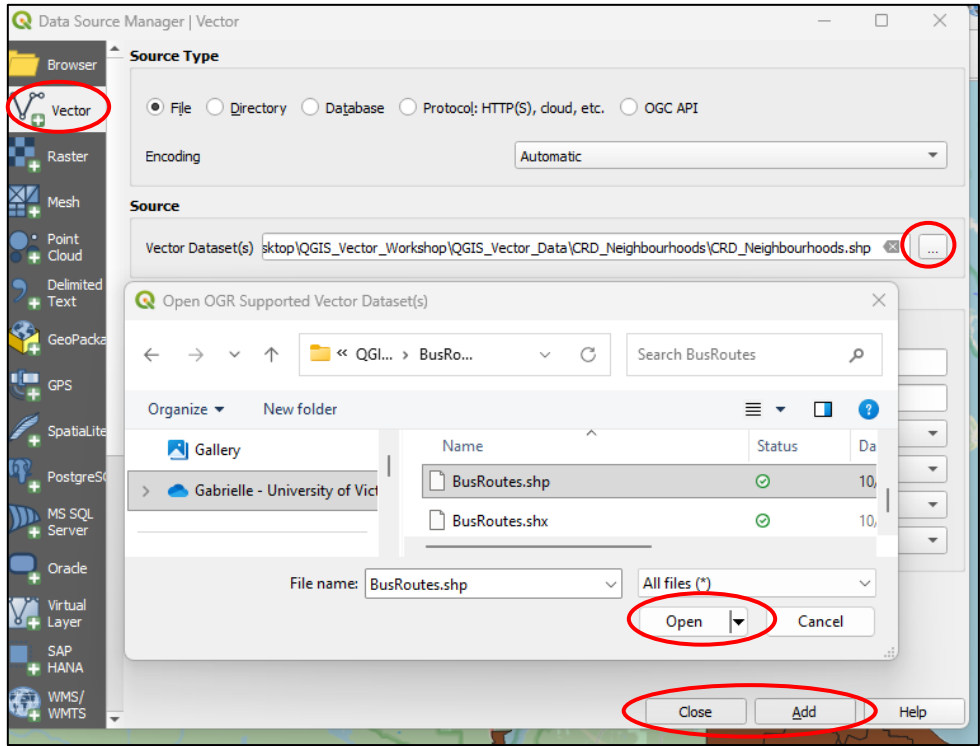 Data Source Manager | Vector
Browser
Vector
Raster
Mesh
Point
Cloud
Delimited
Text
GeoPacka
GPS
SpatiaLite
PostgreSQ
MS SQL
Server
Oracle
Virtual
Layer
SAP
HANA
WMS/
WMTS
Source Type
File Directory Database Protocol: HTTP(S), cloud, etc. OGC API
Encoding Automatic
Source
Vector Dataset(s) sktop\QGIS_Vector_Workshop\QGIS_Vector_Data\CRD_Neighbourhoods\CRD_Neighbourhoods.shp ...
Open OGR Supported Vector Dataset(s)
« QGI... › BusRo... Search BusRoutes
Organize New folder
Gallery
Gabrielle - University of Vict
Name Status Da
BusRoutes.shp 10,
BusRoutes.shx 10,
File name: BusRoutes.shp All files (*)
Open Cancel
Close Add Help